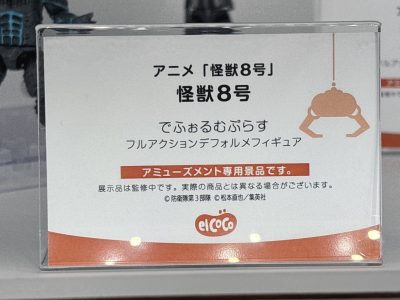 アニメ「怪獣8号」
怪獣8号
でふぉるむぷらす
フルアクションデフォルメフィギュア
アミューズメント専用景品です。
展示品は監修中です。実際の商品とは異なる場合がございます。
©防衛隊第3部隊 ©松本直也／集英社
elCoCo